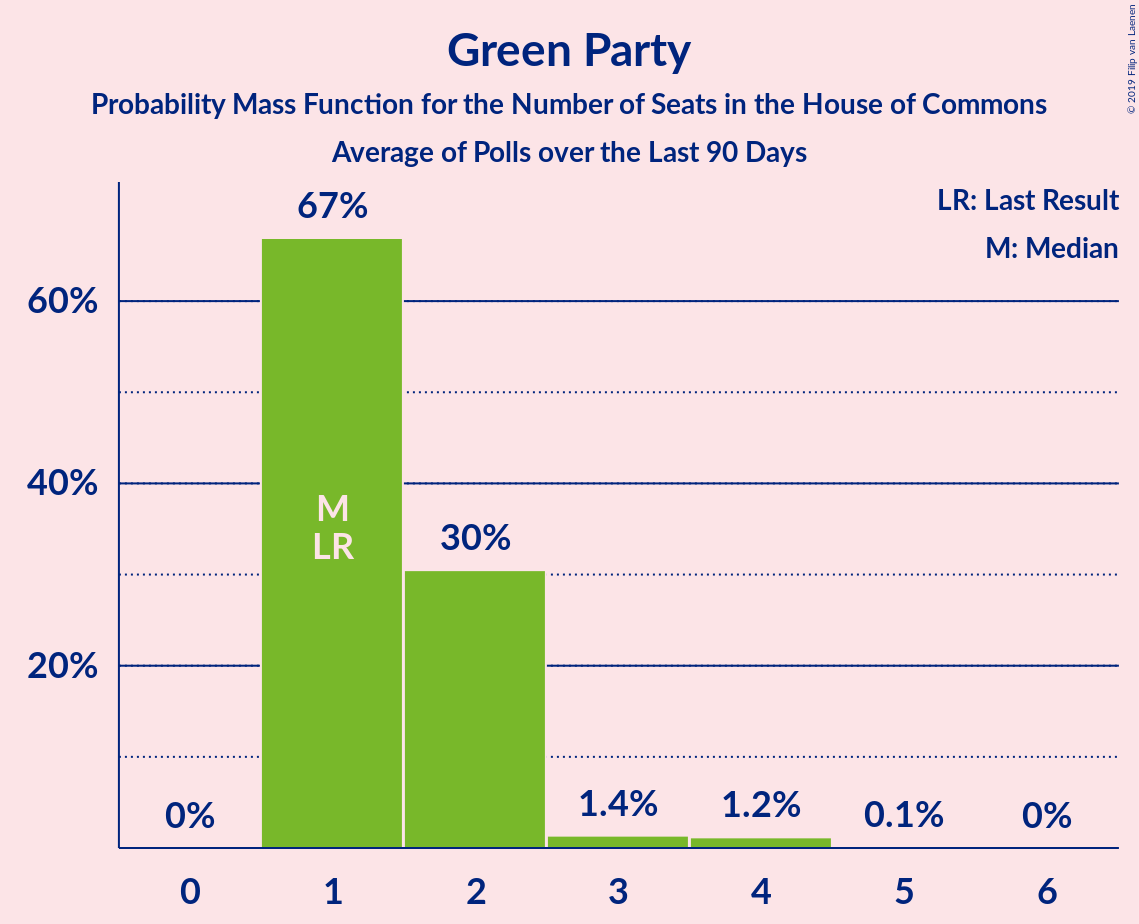 Green Party
Probability Mass Function for the Number of Seats in the House of Commons
Average of Polls over the Last 90 Days
© 2019 Filip van Laenen
LR: Last Result
M: Median
67%
60%
40%
20%
M
LR
30%
0%
1.4%
1.2%
0.1%
0%
0
1
2
3
4
5
6